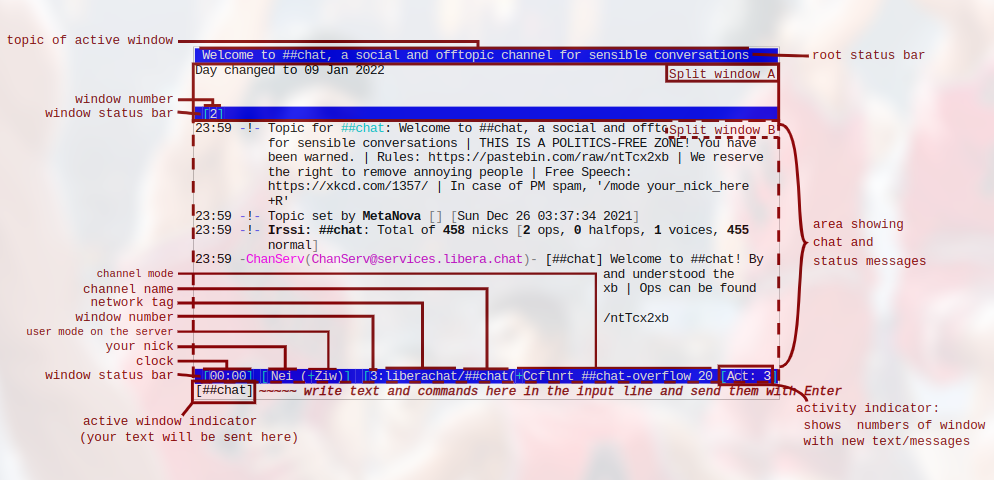 topic of active window
Welcome to ##chat, a social and offtopic channel for sensible conversations
root status bar
Day changed to 09 Jan 2022
Split window A
window number
window status bar
[2]
23:59 -!- Topic for ##chat: Welcome to ##chat, a social and offto
Split window B
for sensible conversations | THIS IS A POLITICS-FREE ZONE! You have
been warned. | Rules: https://pastebin.com/raw/ntTcx2xb | We reserve
the right to remove annoying people | Free Speech:
https://xkcd.com/1357/ | In case of PM spam, '/mode your_nick_here
+R'
23:59 -!- Topic set by MetaNova [] [Sun Dec 26 03:37:34 2021]
23:59 -!- Irssi: ##chat: Total of 458 nicks [2 ops, 0 halfops, 1 voices, 455
normal]
23:59 -ChanServ(ChanServ@services.libera.chat)- [##chat] Welcome to ##chat! By
and understood the
xb | Ops can be found
/ntTcx2xb
area showing
chat and
status messages
channel mode
channel name
network tag
window number
user mode on the server
your nick
clock
window status bar
[00:00] [Nei (+Ziw)] [3:liberachat/##chat(+Ccflnrt ##chat-overflow 20 [Act: 3]
[##chat] ~~~~~ write text and commands here in the input line and send them with Enter
active window indicator
(your text will be sent here)
activity indicator:
shows numbers of window
with new text/messages